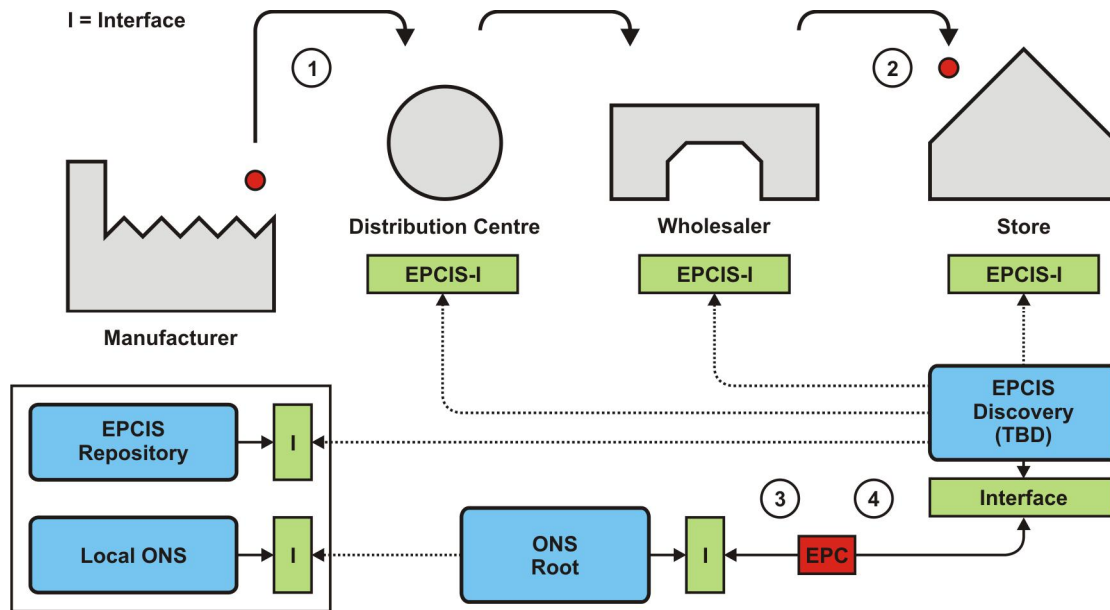 I = Interface
1
2
Distribution Centre
Wholesaler
Store
EPCIS-I
EPCIS-I
EPCIS-I
Manufacturer
EPCIS
Discovery
(TBD)
EPCIS
Repository
I
Interface
3
4
Local ONS
I
ONS
Root
I
EPC